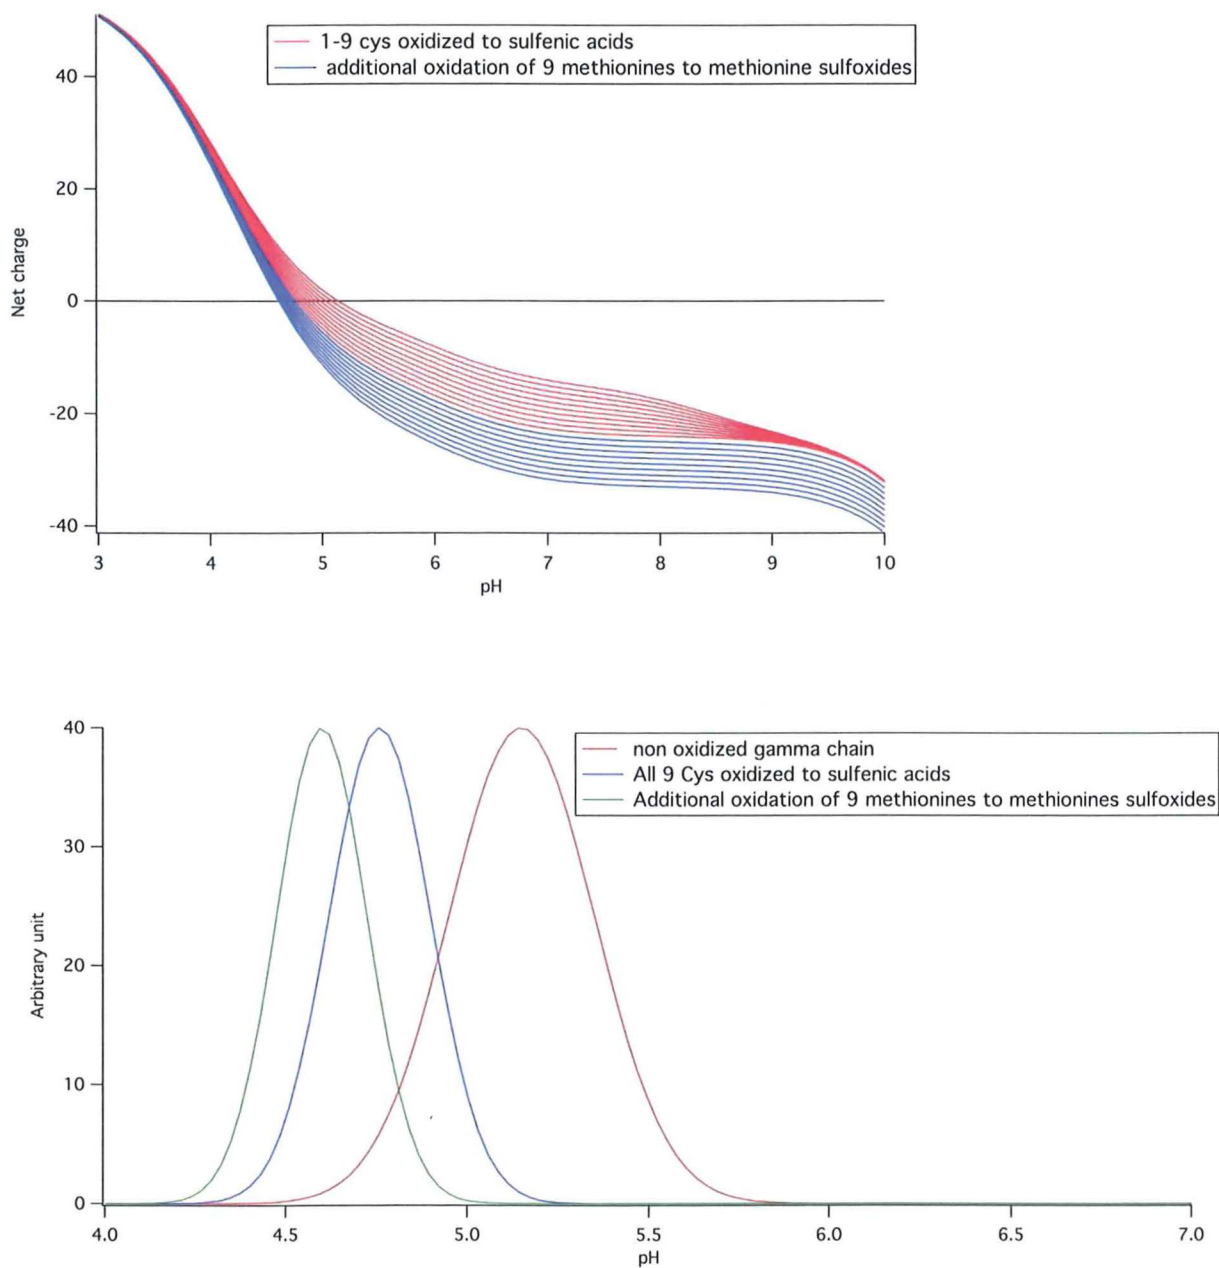 1-9 cys oxidized to sulfenic acids
additional oxidation of 9 methionines to methionine sulfoxides
40
20
0
-20
-40
Net charge
3 4 5 6 7 8 9 10
pH
non oxidized gamma chain
All 9 Cys oxidized to sulfenic acids
Additional oxidation of 9 methionines to methionines sulfoxides
40
30
20
10
0
Arbitrary unit
4.0 4.5 5.0 5.5 6.0 6.5 7.0
pH